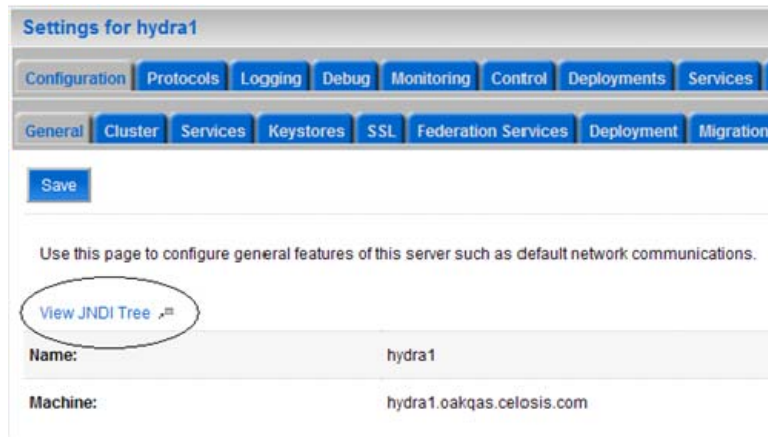 Settings for hydra1
Configuration Protocols Logging Debug Monitoring Control Deployments Services
General Cluster Services Keystores SSL Federation Services Deployment Migration
Save
Use this page to configure general features of this server such as default network communications.
View JNDI Tree
Name: hydra1
Machine: hydra1.oakqas.celosis.com